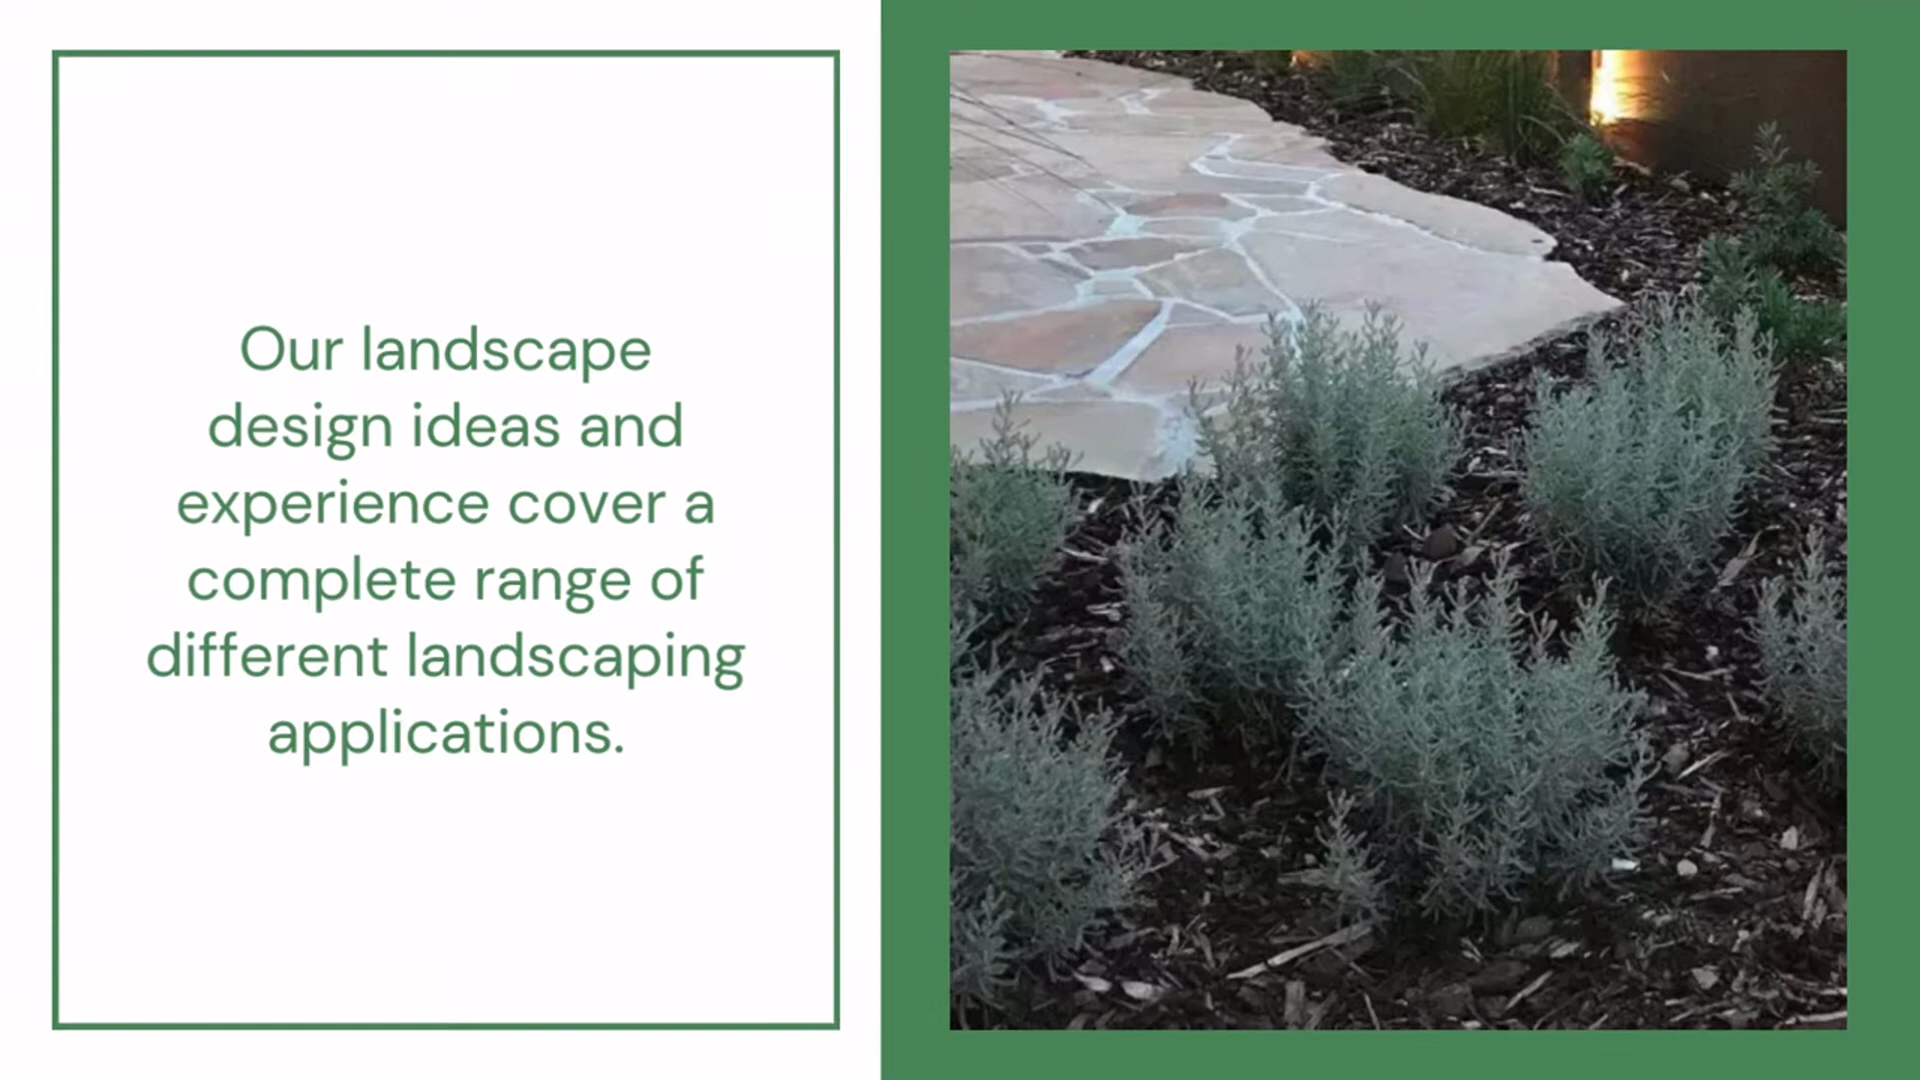 Our landscape
design ideas and
experience cover a
complete range of
different landscaping
applications.